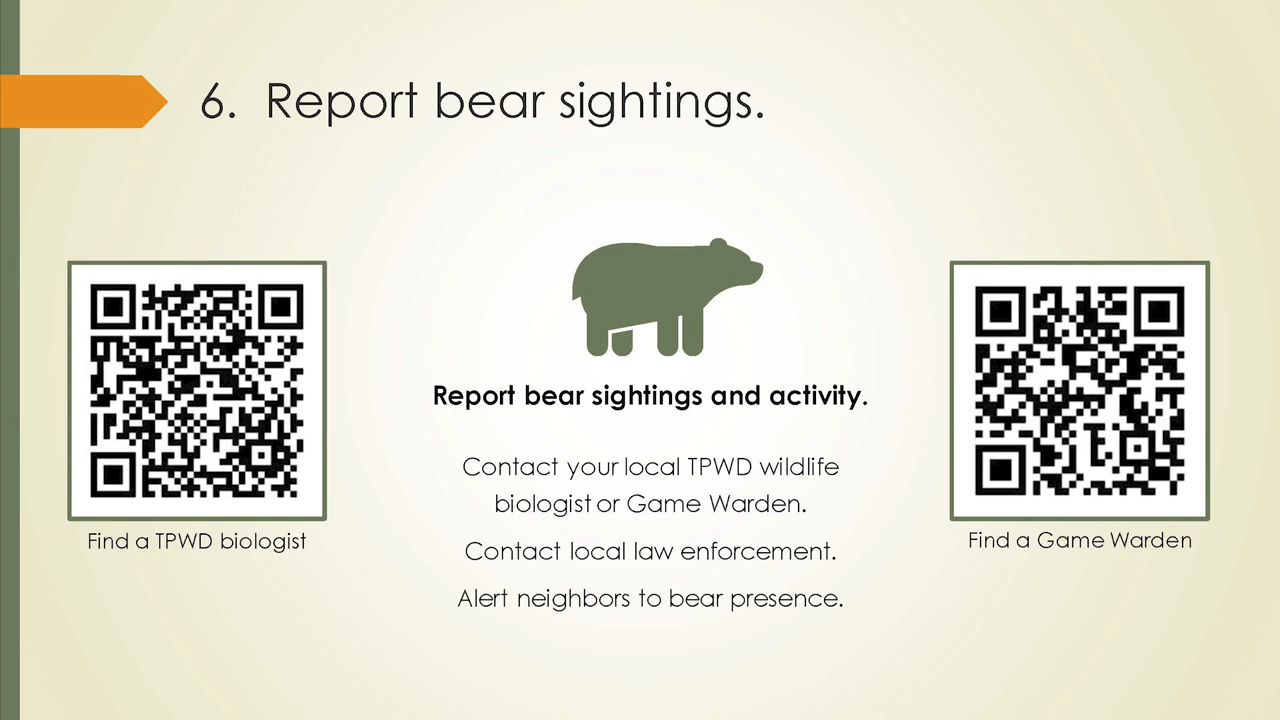 6. Report bear sightings.
Report bear sightings and activity.
Contact your local TPWD wildlife
biologist or Game Warden.
Contact local law enforcement.
Alert neighbors to bear presence.
Find a TPWD biologist
Find a Game Warden